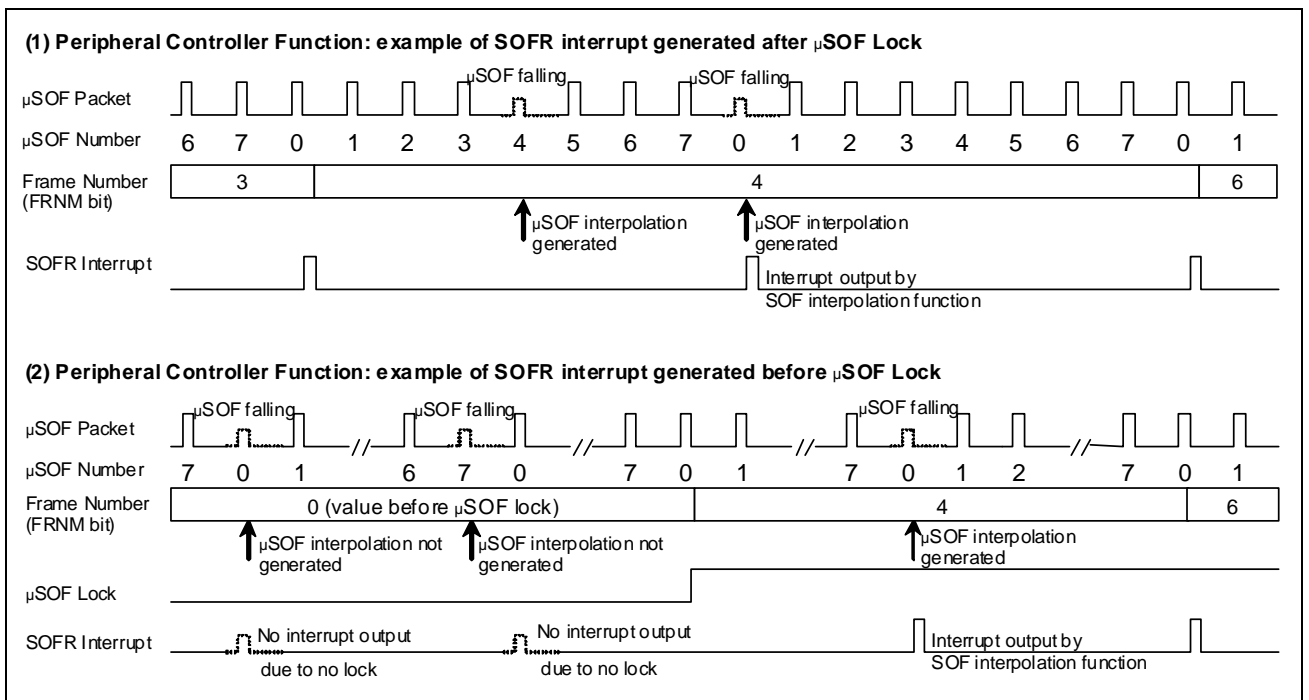 (1) Peripheral Controller Function: example of SOFR interrupt generated after µSOF Lock
µSOF falling
µSOF falling
µSOF Packet
µSOF Number
6 7 0 1 2 3 4 5 6 7 0 1 2 3 4 5 6 7 0 1
Frame Number
(FRNM bit)
3
4
6
µSOF interpolation
generated
µSOF interpolation
generated
SOFR Interrupt
Interrupt output by
SOF interpolation function
(2) Peripheral Controller Function: example of SOFR interrupt generated before µSOF Lock
µSOF falling
µSOF falling
µSOF falling
µSOF Packet
µSOF Number
7 0 1 6 7 0 7 0 1 7 0 1 2 7 0 1
Frame Number
(FRNM bit)
0 (value before µSOF lock)
4
6
µSOF interpolation not
generated
µSOF interpolation not
generated
µSOF interpolation
generated
µSOF Lock
SOFR Interrupt
No interrupt output
due to no lock
No interrupt output
due to no lock
Interrupt output by
SOF interpolation function